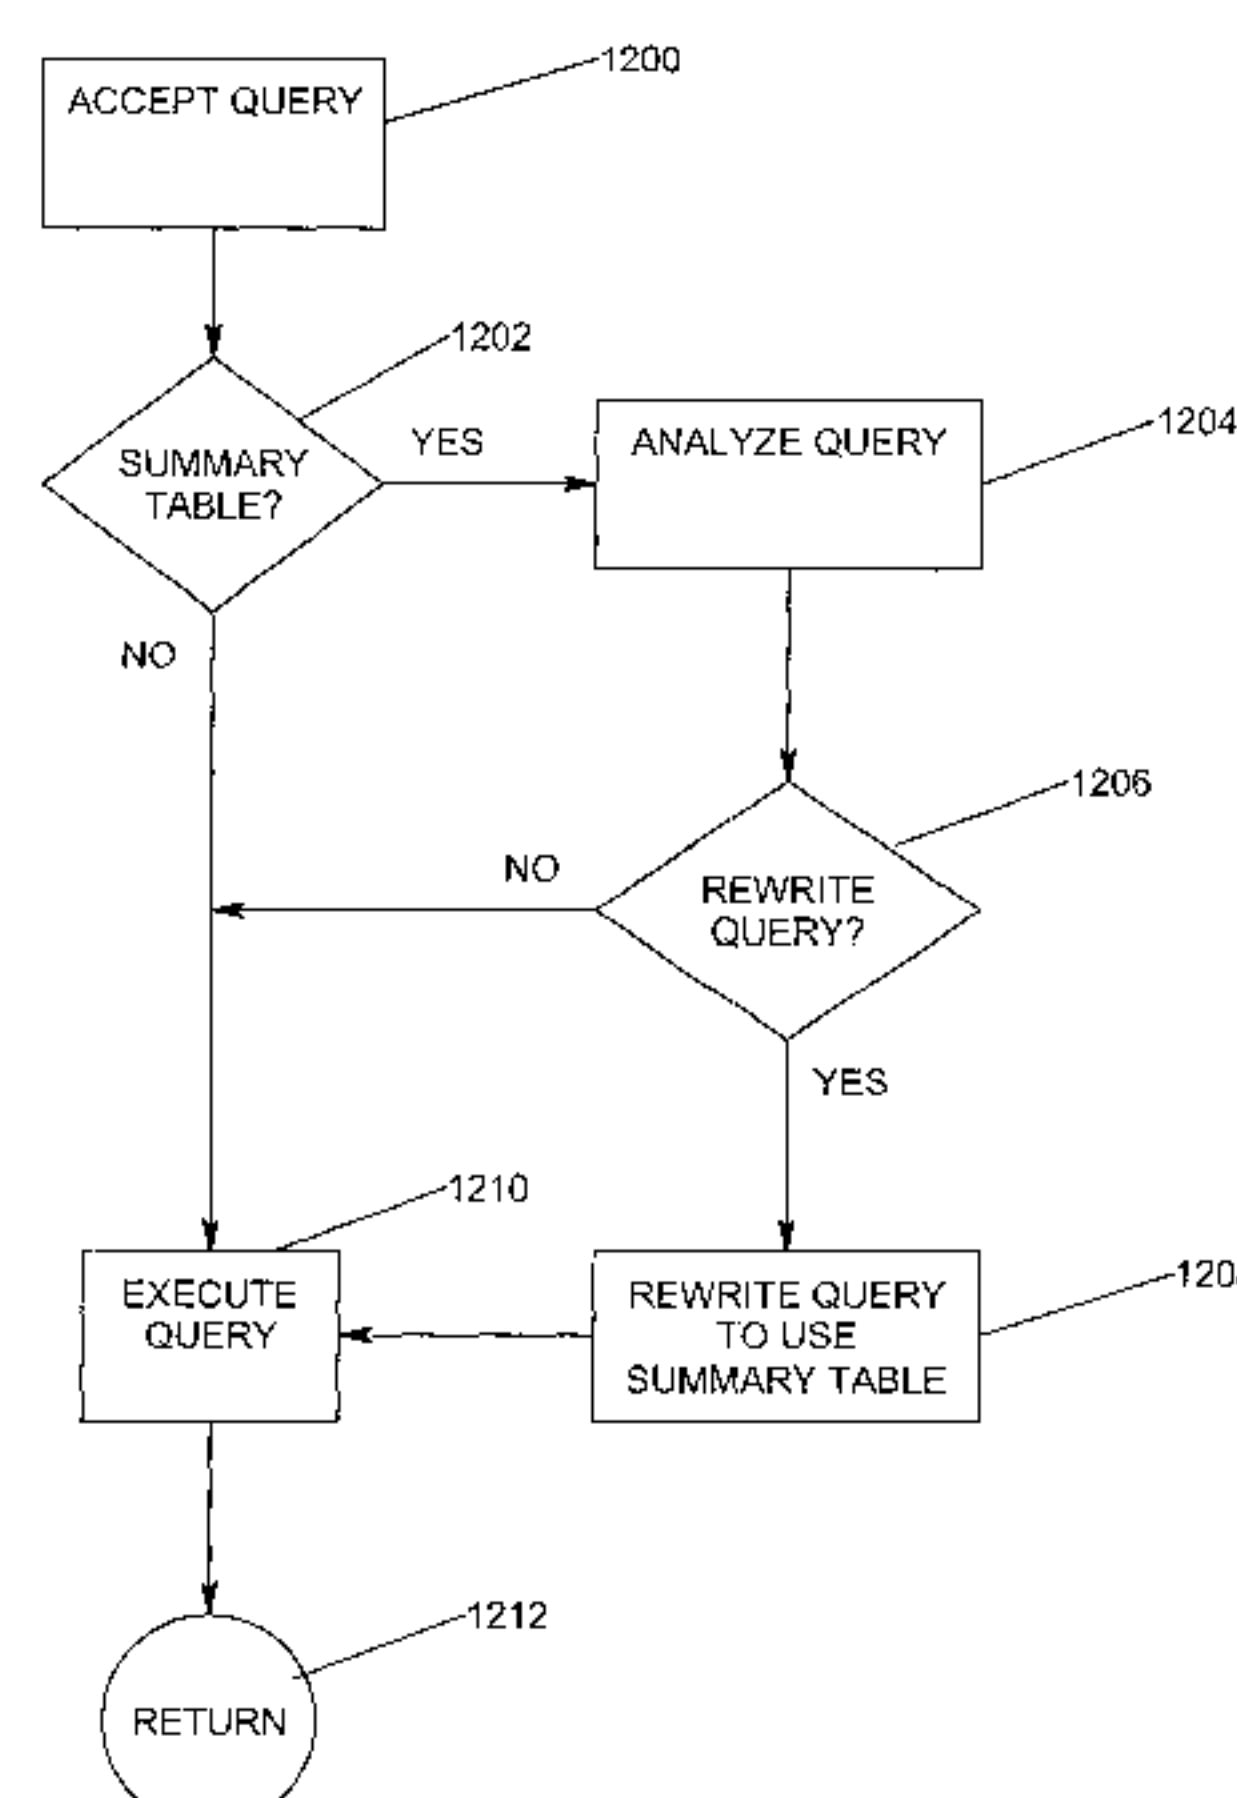 1200
ACCEPT QUERY
1202
SUMMARY
TABLE?
YES
ANALYZE QUERY
1204
NO
1206
NO
REWRITE
QUERY?
YES
1210
EXECUTE
QUERY
REWRITE QUERY
TO USE
SUMMARY TABLE
1212
RETURN